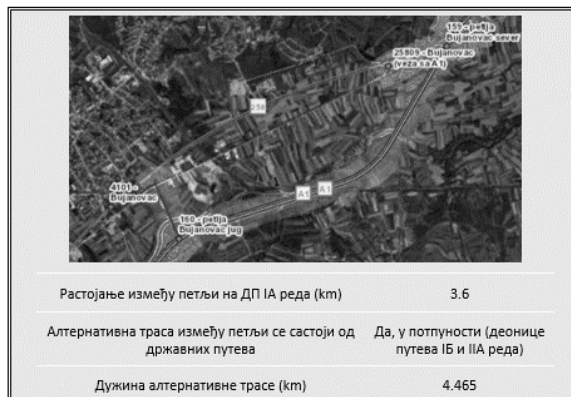 159 - petlja
Bujanovac sever
25809 - Bujanovac
(veza sa A1)
258
4101 -
Bujanovac
A1 A1
160 - petlja
Bujanovac jug
Растојање између петљи на ДП IA реда (km) 3.6
Алтернативна траса између петљи се састоји од државних путева Да, у потпуности (деонице путева IБ и IIA реда)
Дужина алтернативне трасе (km) 4.465